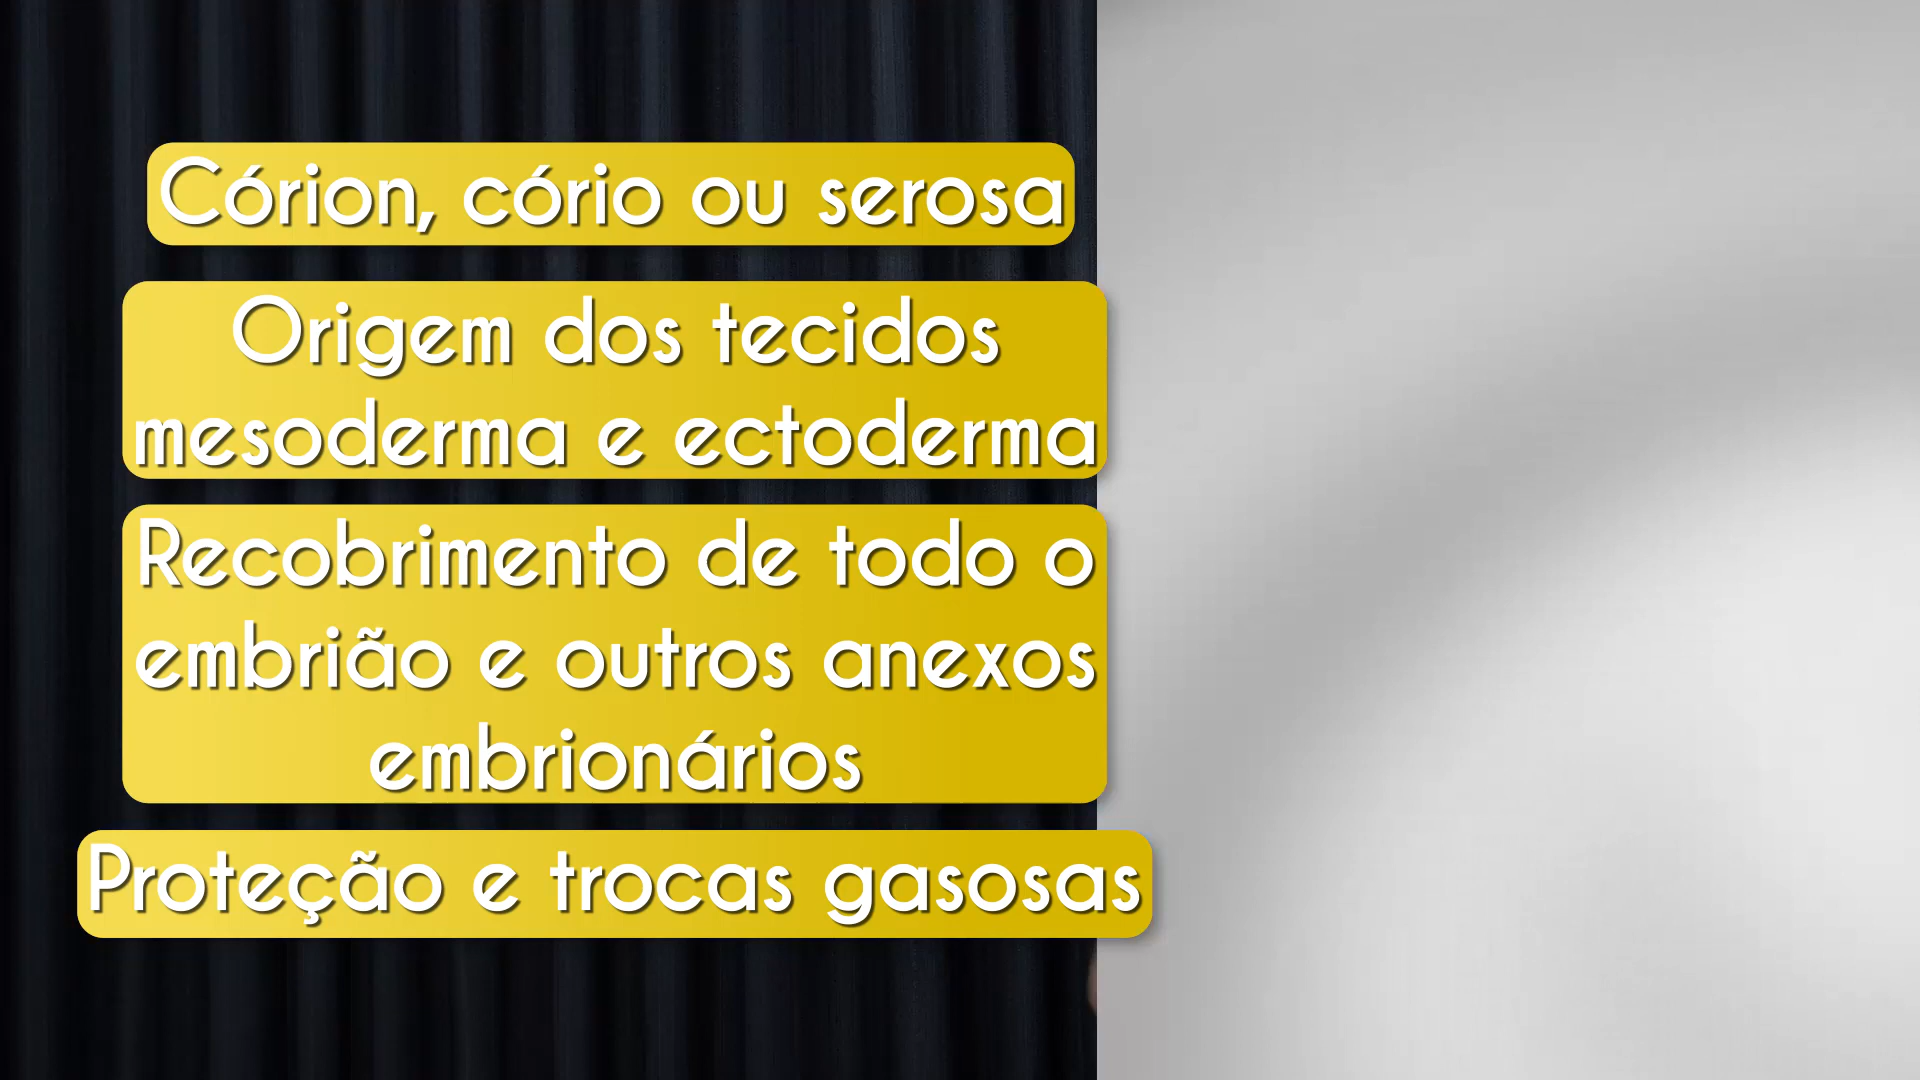 Córion, cório ou serosa
Origem dos tecidos
mesoderma e ectoderma
Recobrimento de todo o
embrião e outros anexos
embrionários
Proteção e trocas gasosas